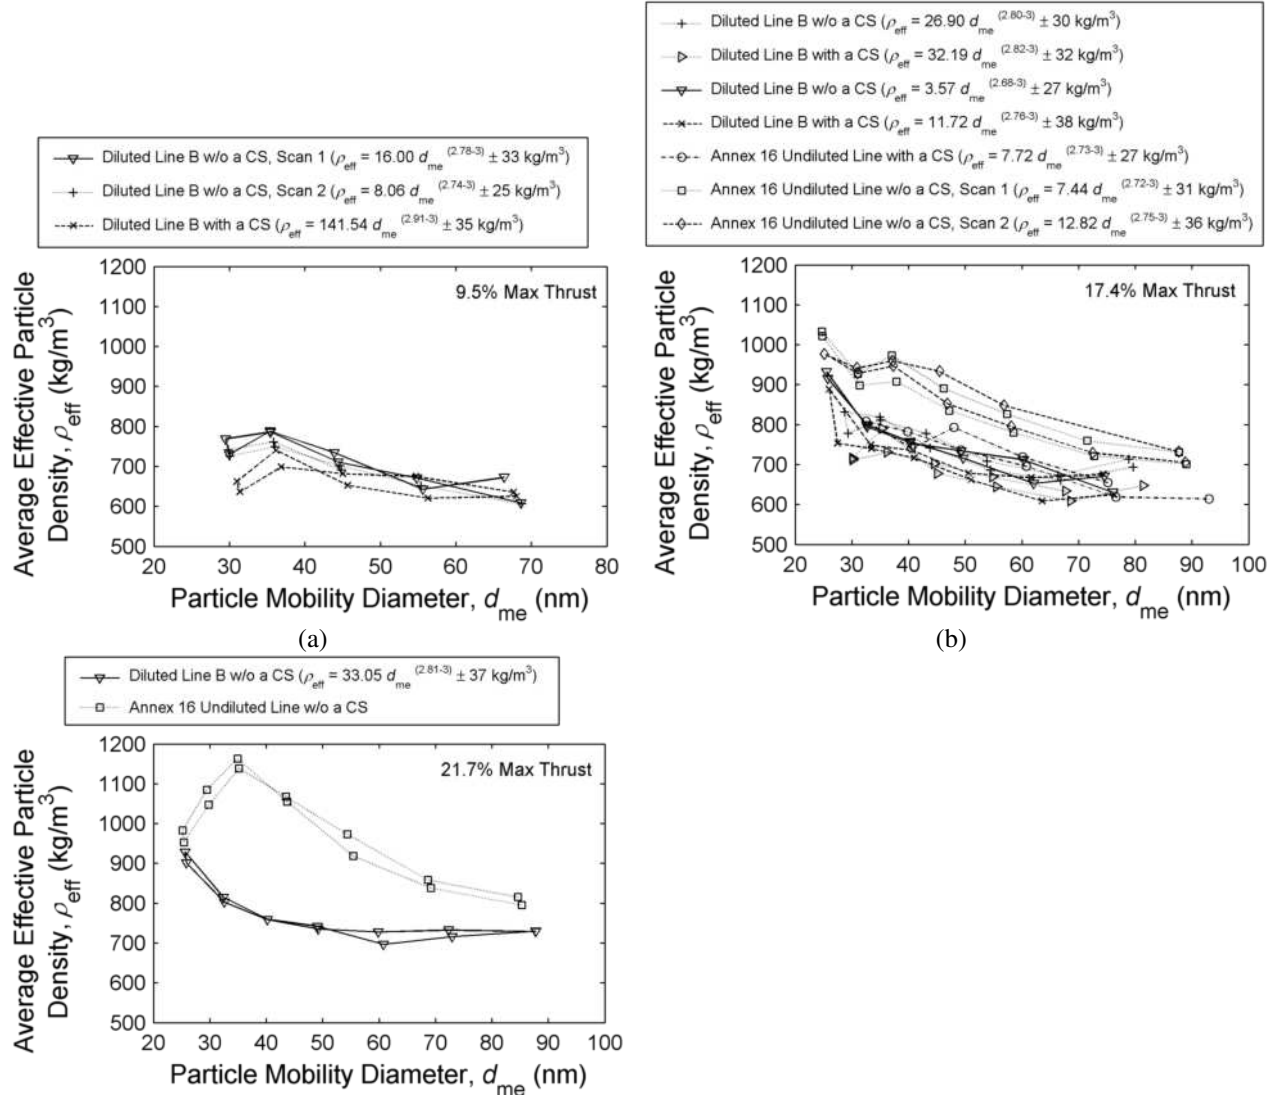 Diluted Line B w/o a CS, Scan 1 (ρeff = 16.00 dme (2.78-3) ± 33 kg/m3)
Diluted Line B w/o a CS, Scan 2 (ρeff = 8.06 dme (2.74-3) ± 25 kg/m3)
Diluted Line B with a CS (ρeff = 141.54 dme (2.91-3) ± 35 kg/m3)
1200
1100
1000
900
800
700
600
500
9.5% Max Thrust
Average Effective Particle
Density, ρeff (kg/m3)
20 30 40 50 60 70 80
Particle Mobility Diameter, dme (nm)
(a)
Diluted Line B w/o a CS (ρeff = 26.90 dme (2.80-3) ± 30 kg/m3)
Diluted Line B with a CS (ρeff = 32.19 dme (2.82-3) ± 32 kg/m3)
Diluted Line B w/o a CS (ρeff = 3.57 dme (2.68-3) ± 27 kg/m3)
Diluted Line B with a CS (ρeff = 11.72 dme (2.76-3) ± 38 kg/m3)
Annex 16 Undiluted Line with a CS (ρeff = 7.72 dme (2.73-3) ± 27 kg/m3)
Annex 16 Undiluted Line w/o a CS, Scan 1 (ρeff = 7.44 dme (2.72-3) ± 31 kg/m3)
Annex 16 Undiluted Line w/o a CS, Scan 2 (ρeff = 12.82 dme (2.75-3) ± 36 kg/m3)
1200
1100
1000
900
800
700
600
500
17.4% Max Thrust
Average Effective Particle
Density, ρeff (kg/m3)
20 30 40 50 60 70 80 90 100
Particle Mobility Diameter, dme (nm)
(b)
Diluted Line B w/o a CS (ρeff = 33.05 dme (2.81-3) ± 37 kg/m3)
Annex 16 Undiluted Line w/o a CS
1200
1100
1000
900
800
700
600
500
21.7% Max Thrust
Average Effective Particle
Density, ρeff (kg/m3)
20 30 40 50 60 70 80 90 100
Particle Mobility Diameter, dme (nm)